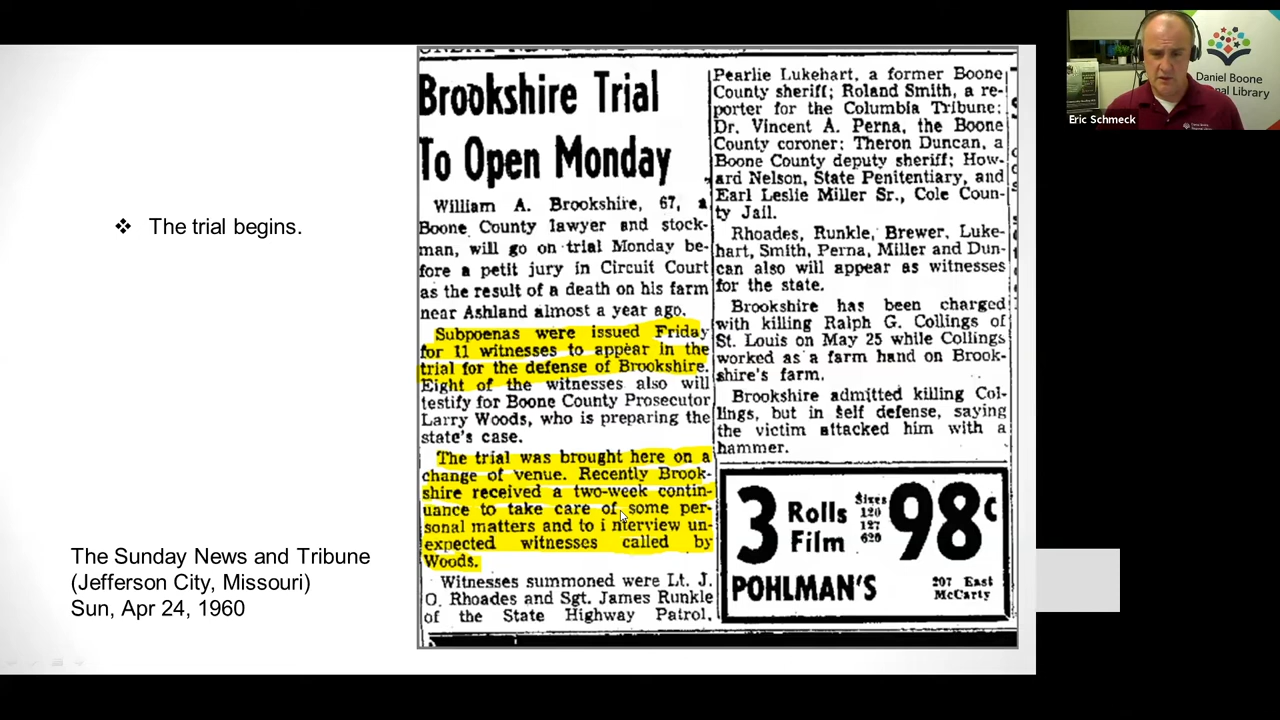 ❖ The trial begins.
The Sunday News and Tribune
(Jefferson City, Missouri)
Sun, Apr 24, 1960
Brookshire Trial
To Open Monday
William A. Brookshire, 67, a
Boone County lawyer and stock-
man, will go on trial Monday be-
fore a petit jury in Circuit Court
as the result of a death on his farm
near Ashland almost a year ago.
Subpoenas were issued Friday
for 11 witnesses to appear in the
trial for the defense of Brookshire.
Eight of the witnesses also will
testify for Boone County Prosecutor
Larry Woods, who is preparing the
state's case.
The trial was brought here on a
change of venue. Recently Brook-
shire received a two-week contin-
uance to take care of some per-
sonal matters and to i nterview un-
expected witnesses called by
Woods.
Witnesses summoned were Lt. J.
O. Rhoades and Sgt. James Runkle
of the State Highway Patrol,
Pearlie Lukehart, a former Boone
County sheriff; Roland Smith, a re-
porter for the Columbia Tribune;
Dr. Vincent A. Perna, the Boone
County coroner; Theron Duncan, a
Boone County deputy sheriff; How-
ard Nelson, State Penitentiary, and
Earl Leslie Miller Sr., Cole Coun-
ty Jail.
Rhoades, Runkle, Brewer, Luke-
hart, Smith, Perna, Miller and Dun-
can also will appear as witnesses
for the state.
Brookshire has been charged
with killing Ralph G. Collings of
St. Louis on May 25 while Collings
worked as a farm hand on Brook-
shire's farm.
Brookshire admitted killing Col-
lings, but in self defense, saying
the victim attacked him with a
hammer.
3 Rolls Film Sizes 120 127 620 98c
POHLMAN'S 207 East McCarty
Daniel Boone
nal Library
Eric Schmeck